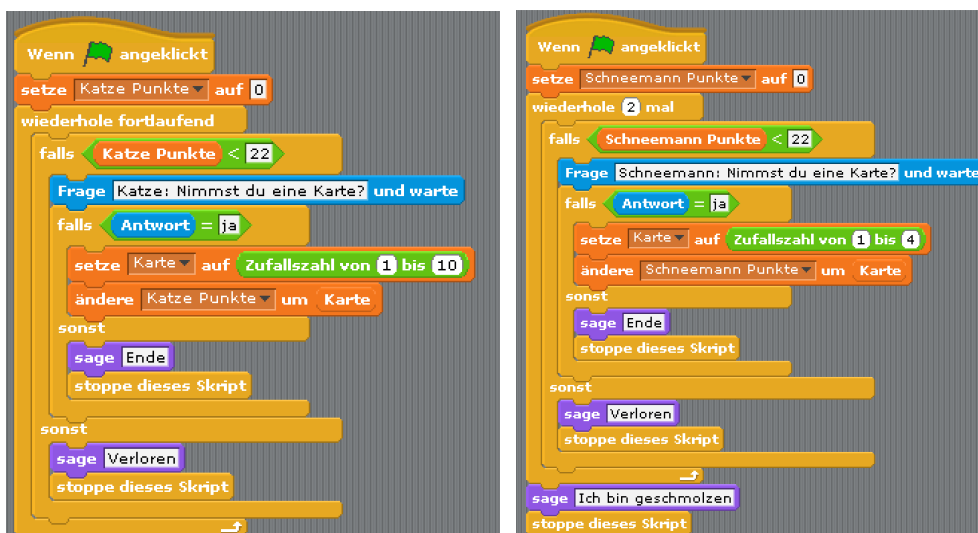 Wenn angeklickt
setze Katze Punkte auf 0
wiederhole fortlaufend
falls Katze Punkte < 22
Frage Katze: Nimmst du eine Karte? und warte
falls Antwort = ja
setze Karte auf Zufallszahl von 1 bis 10
ändere Katze Punkte um Karte
sonst
sage Ende
stoppe dieses Skript
sonst
sage Verloren
stoppe dieses Skript
Wenn angeklickt
setze Schneemann Punkte auf 0
wiederhole 2 mal
falls Schneemann Punkte < 22
Frage Schneemann: Nimmst du eine Karte? und warte
falls Antwort = ja
setze Karte auf Zufallszahl von 1 bis 4
ändere Schneemann Punkte um Karte
sonst
sage Ende
stoppe dieses Skript
sonst
sage Verloren
stoppe dieses Skript
sage Ich bin geschmolzen
stoppe dieses Skript